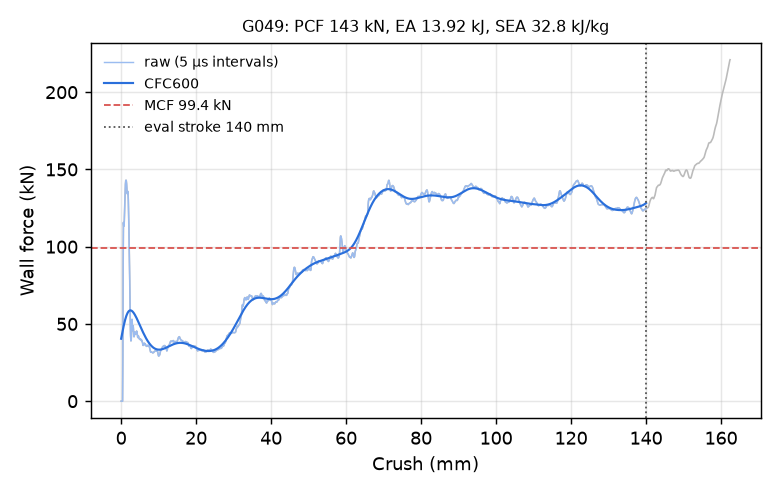 G049: PCF 143 kN, EA 13.92 kJ, SEA 32.8 kJ/kg
raw (5 µs intervals)
CFC600
MCF 99.4 kN
eval stroke 140 mm
Wall force (kN)
200
150
100
50
0
0 20 40 60 80 100 120 140 160
Crush (mm)